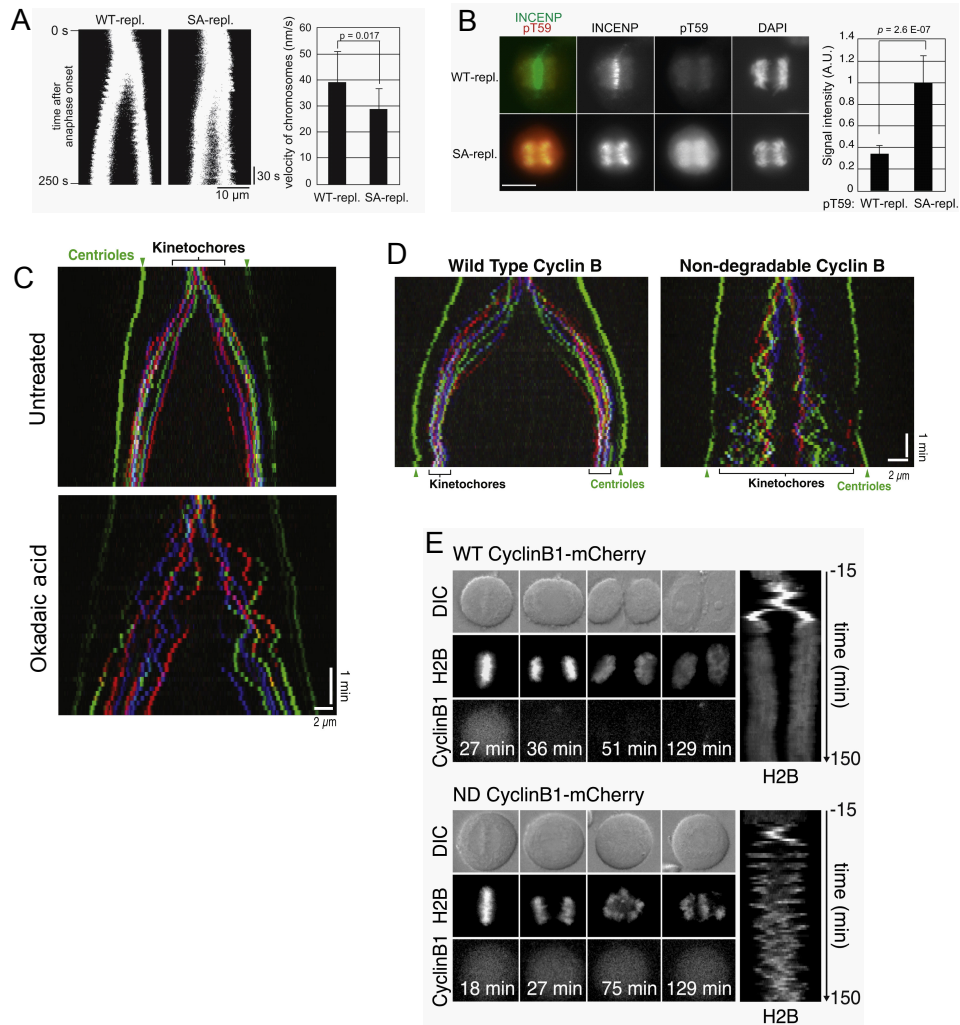 A
WT-repl.
SA-repl.
0 s
time after
anaphase onset
250 s
30 s
10 µm
velocity of chromosomes (nm/s)
60
50
40
30
20
10
0
p = 0.017
WT-repl. SA-repl.
B
INCENP
pT59
INCENP
pT59
DAPI
WT-repl.
SA-repl.
Signal intensity (A.U.)
p = 2.6 E-07
1.4
1.2
1
0.8
0.6
0.4
0.2
0
pT59: WT-repl. SA-repl.
C
Centrioles
Kinetochores
Untreated
Okadaic acid
1 min
2 µm
D
Wild Type Cyclin B
Non-degradable Cyclin B
Kinetochores
Centrioles
Kinetochores
Centrioles
1 min
2 µm
E
WT CyclinB1-mCherry
DIC
H2B
CyclinB1
27 min
36 min
51 min
129 min
-15
time (min)
150
H2B
ND CyclinB1-mCherry
DIC
H2B
CyclinB1
18 min
27 min
75 min
129 min
-15
time (min)
150
H2B